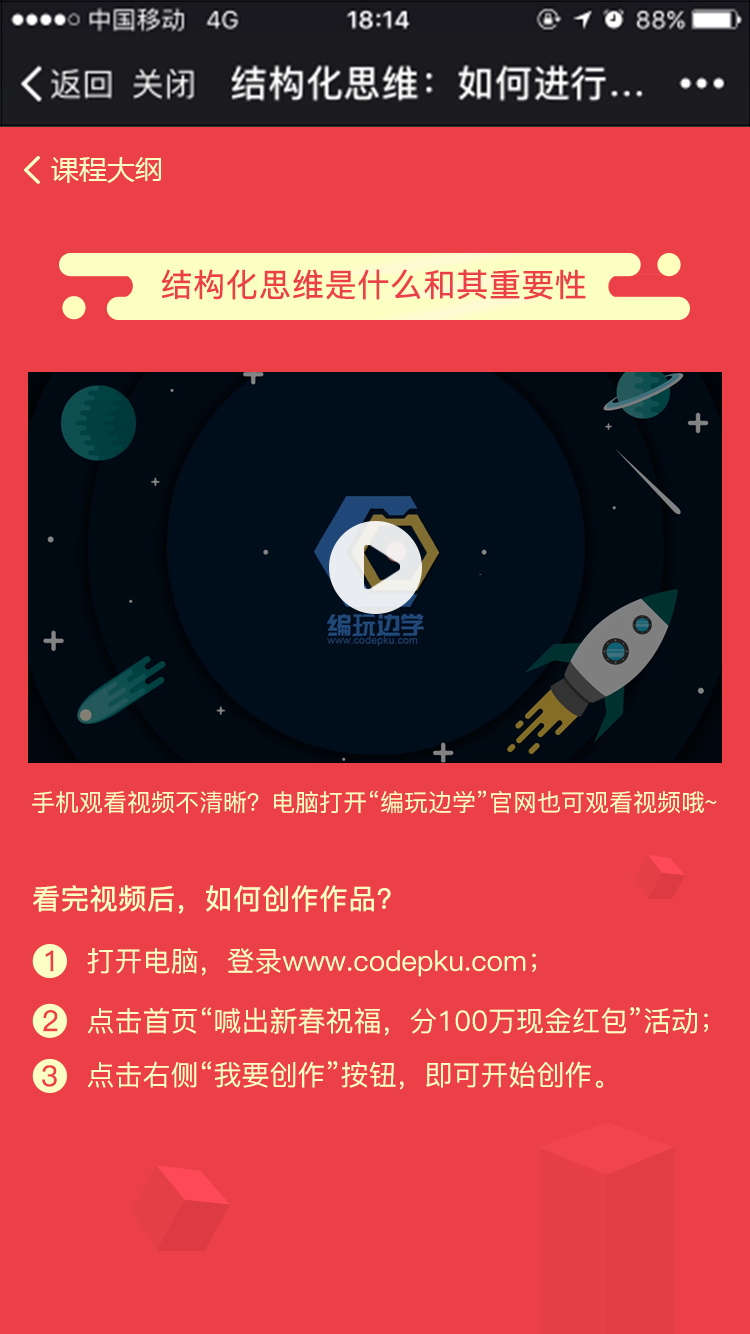 中国移动 4G 18:14 88%
返回 关闭 结构化思维：如何进行...
课程大纲
结构化思维是什么和其重要性
编玩边学
www.codepku.com
手机观看视频不清晰？电脑打开“编玩边学”官网也可观看视频哦~
看完视频后，如何创作作品？
1 打开电脑，登录www.codepku.com；
2 点击首页“喊出新春祝福，分100万现金红包”活动；
3 点击右侧“我要创作”按钮，即可开始创作。